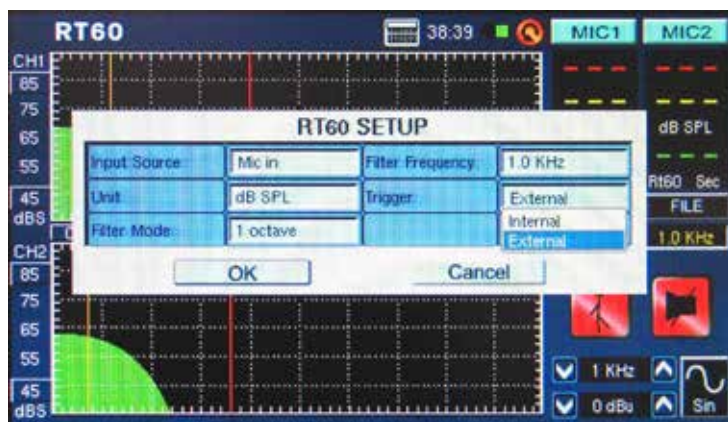 RT60
38:39
MIC1 MIC2
CH1
85
75
65
55
45
dBS
dB SPL
Rt60 Sec
FILE
1.0 KHz
RT60 SETUP
Input Source: Mic in Filter Frequency: 1.0 KHz
Unit: dB SPL Trigger: External
Internal
Filter Mode: 1 octave External
OK Cancel
CH2
85
75
65
55
45
dBS
1 KHz
0 dBu
Sin